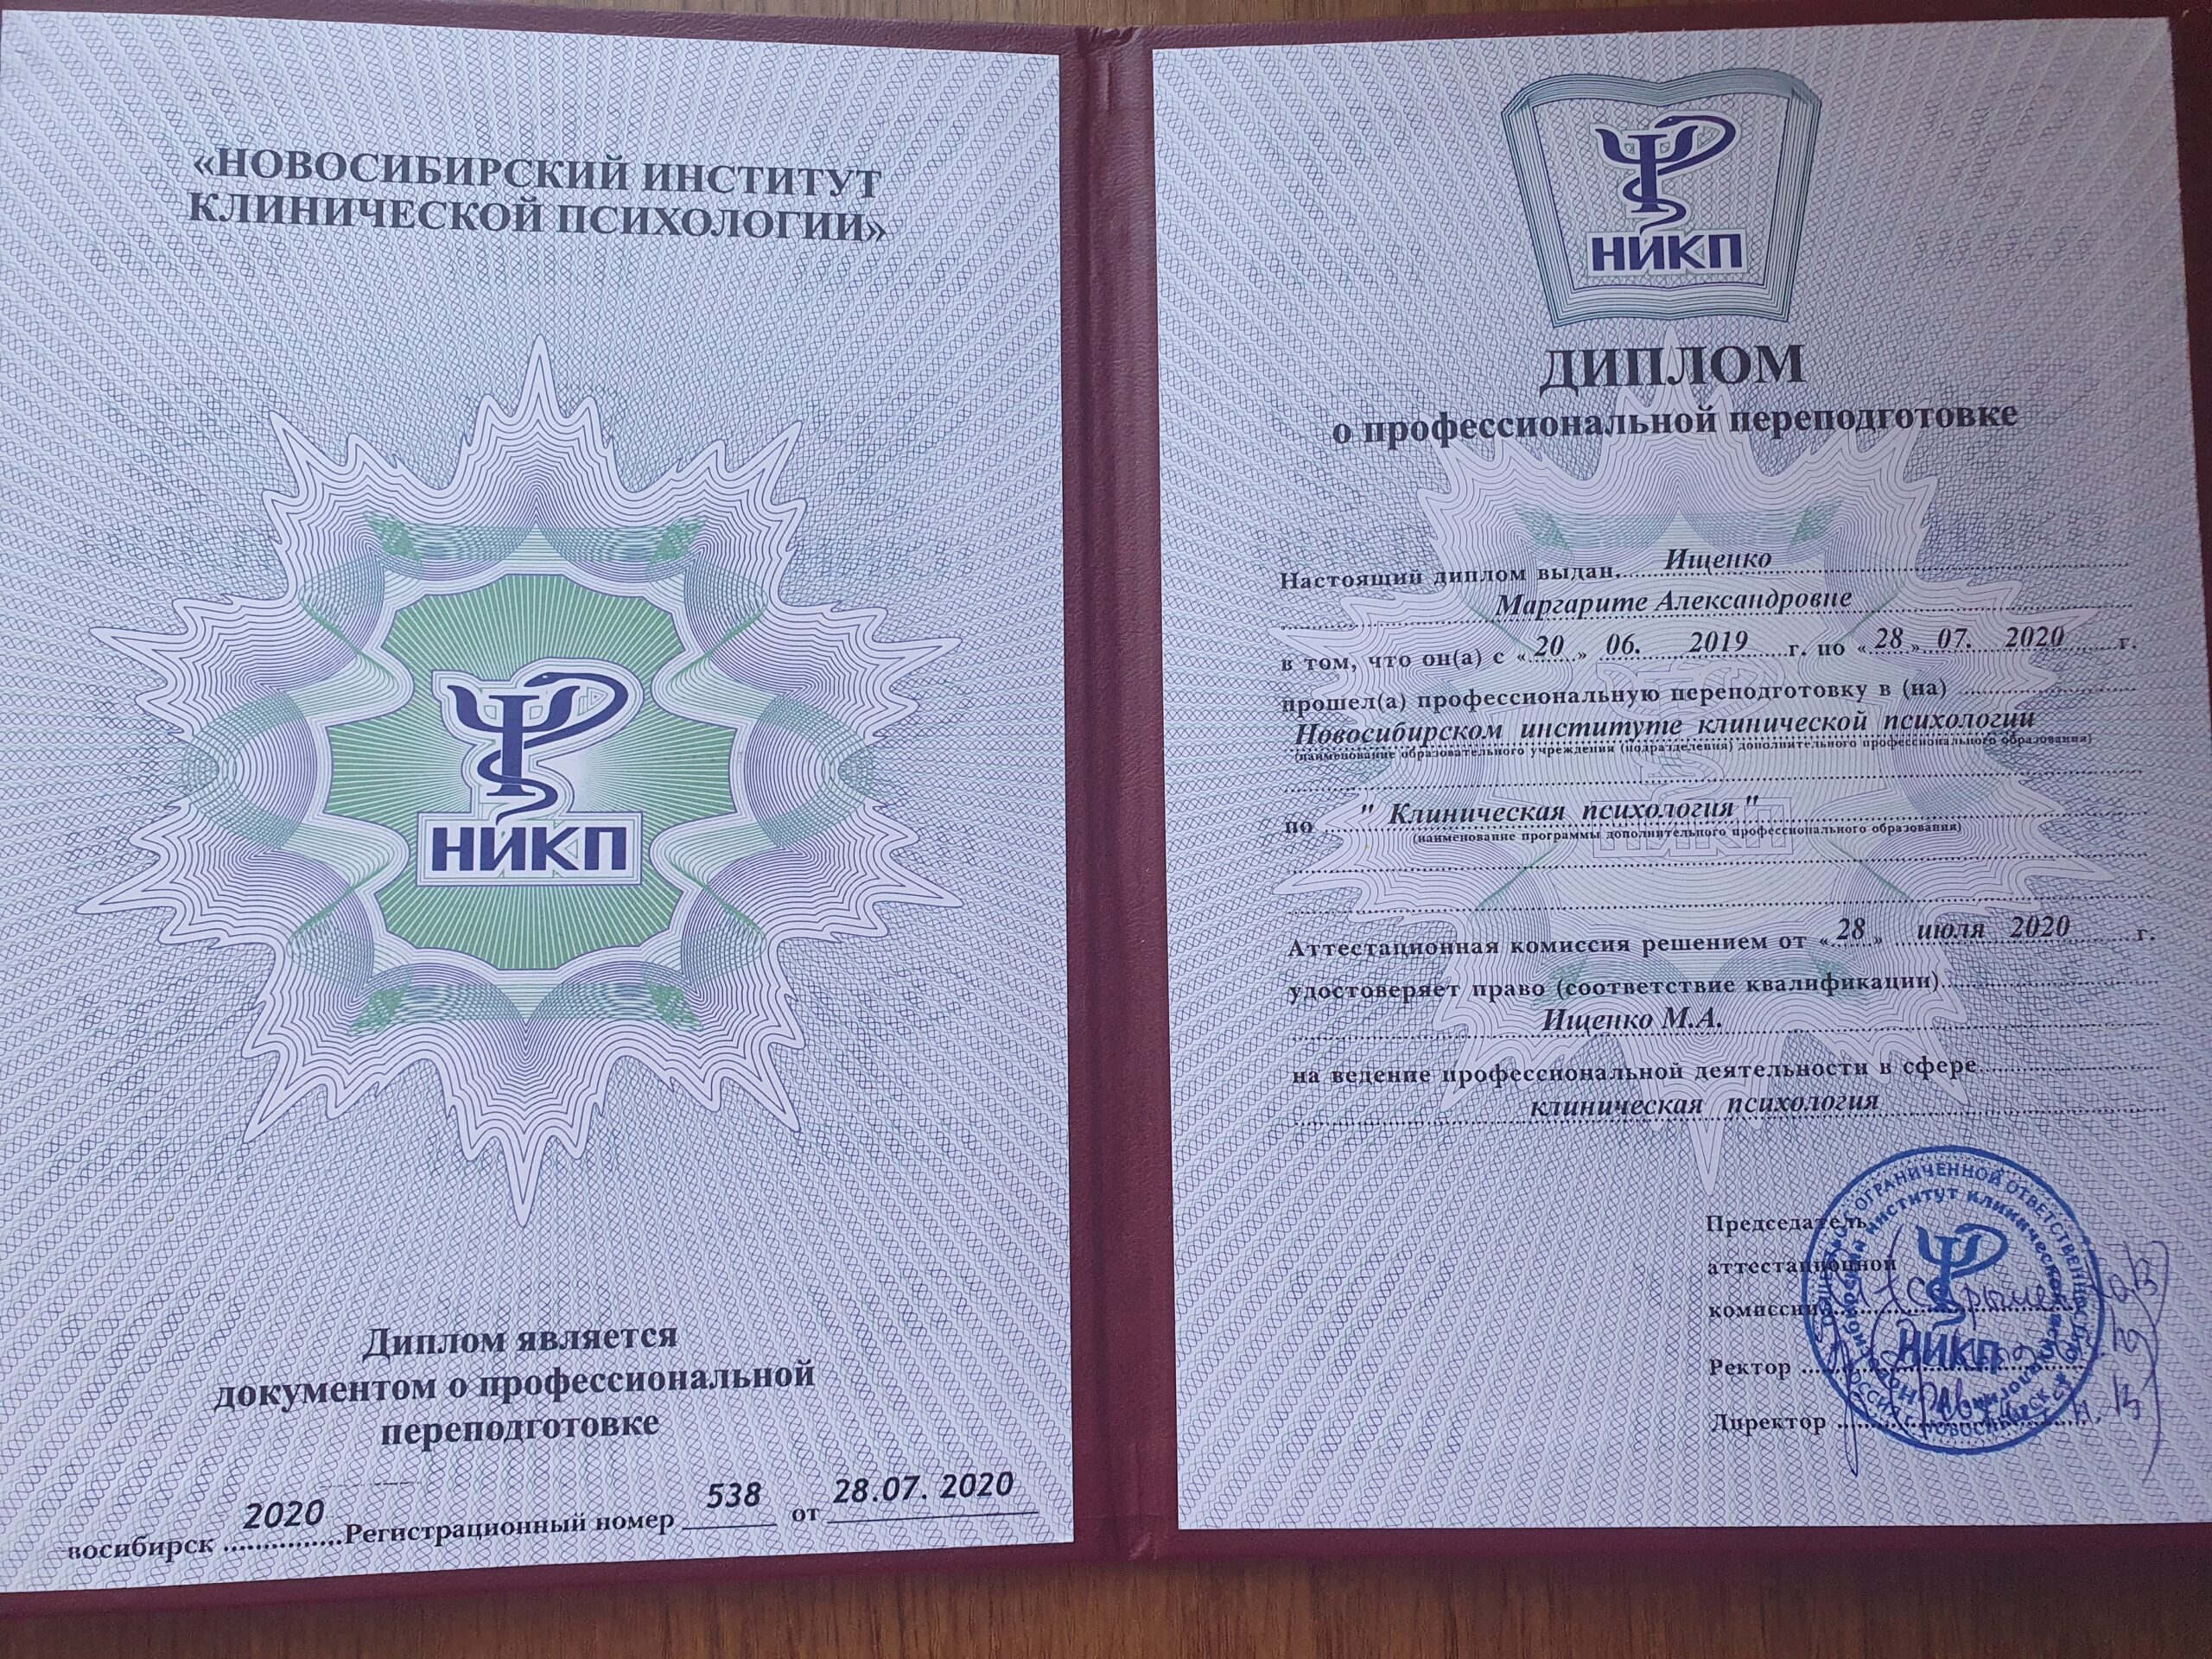 «НОВОСИБИРСКИЙ ИНСТИТУТ
КЛИНИЧЕСКОЙ ПСИХОЛОГИИ»
НИКП
Диплом является
документом о профессиональной
переподготовке
восибирск 2020 Регистрационный номер 538 от 28.07. 2020
НИКП
ДИПЛОМ
о профессиональной переподготовке
Настоящий диплом выдан Ищенко
Маргарите Александровне
в том, что он(а) с «20» 06. 2019 г. по «28» 07. 2020 г.
прошел(а) профессиональную переподготовку в (на)
Новосибирском институте клинической психологии
(наименование образовательного учреждения (подразделения) дополнительного профессионального образования)
по " Клиническая психология "
(наименование программы дополнительного профессионального образования)
Аттестационная комиссия решением от «28» июля 2020 г.
удостоверяет право (соответствие квалификации)
Ищенко М.А.
на ведение профессиональной деятельности в сфере
клиническая психология
Председатель
аттестационной
комиссии
Ректор
Директор
НИКП